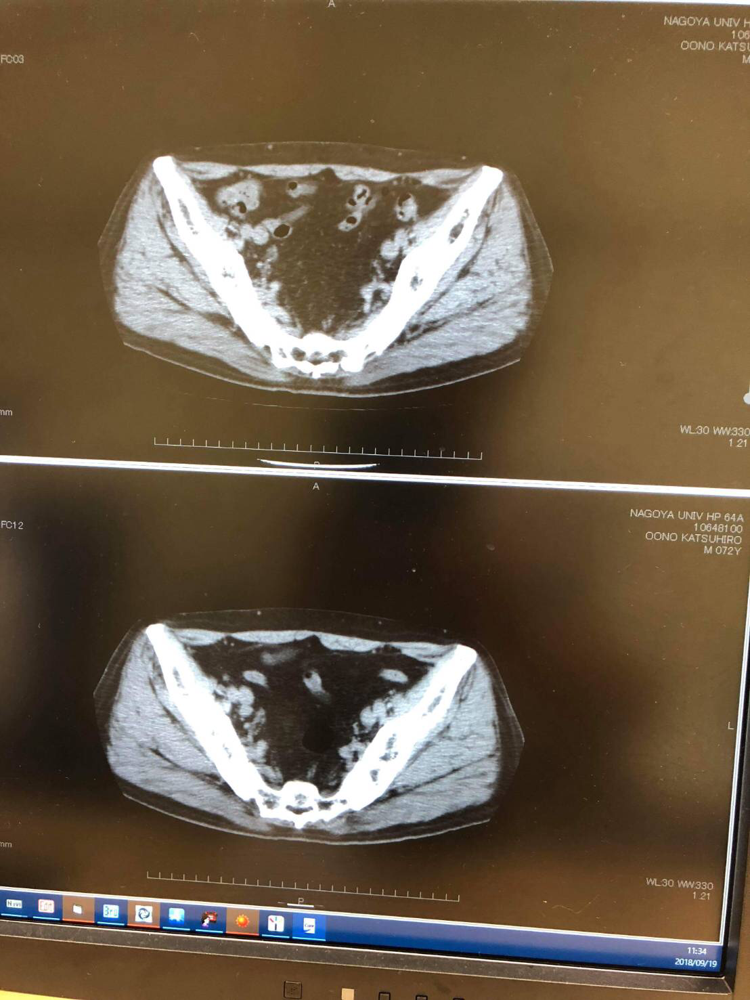 A
NAGOYA UNIV H
106
OONO KATSU
M
FC03
mm
WL:30 WW:330
1.21
P
A
FC12
NAGOYA UNIV HP 64A
10648100
OONO KATSUHIRO
M 072Y
L
mm
WL:30 WW:330
1.21
P
Navi
11:34
2018/09/19